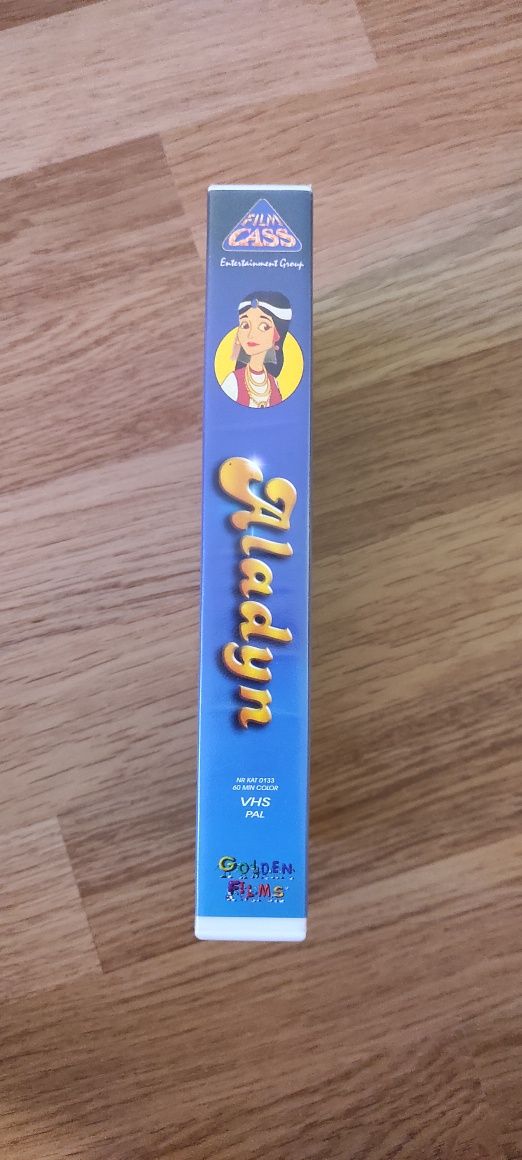 FILM
CASS
Entertainment Group
Aladyn
NR KAT 0133
60 MIN COLOR
VHS
PAL
GOLDEN
FILMS